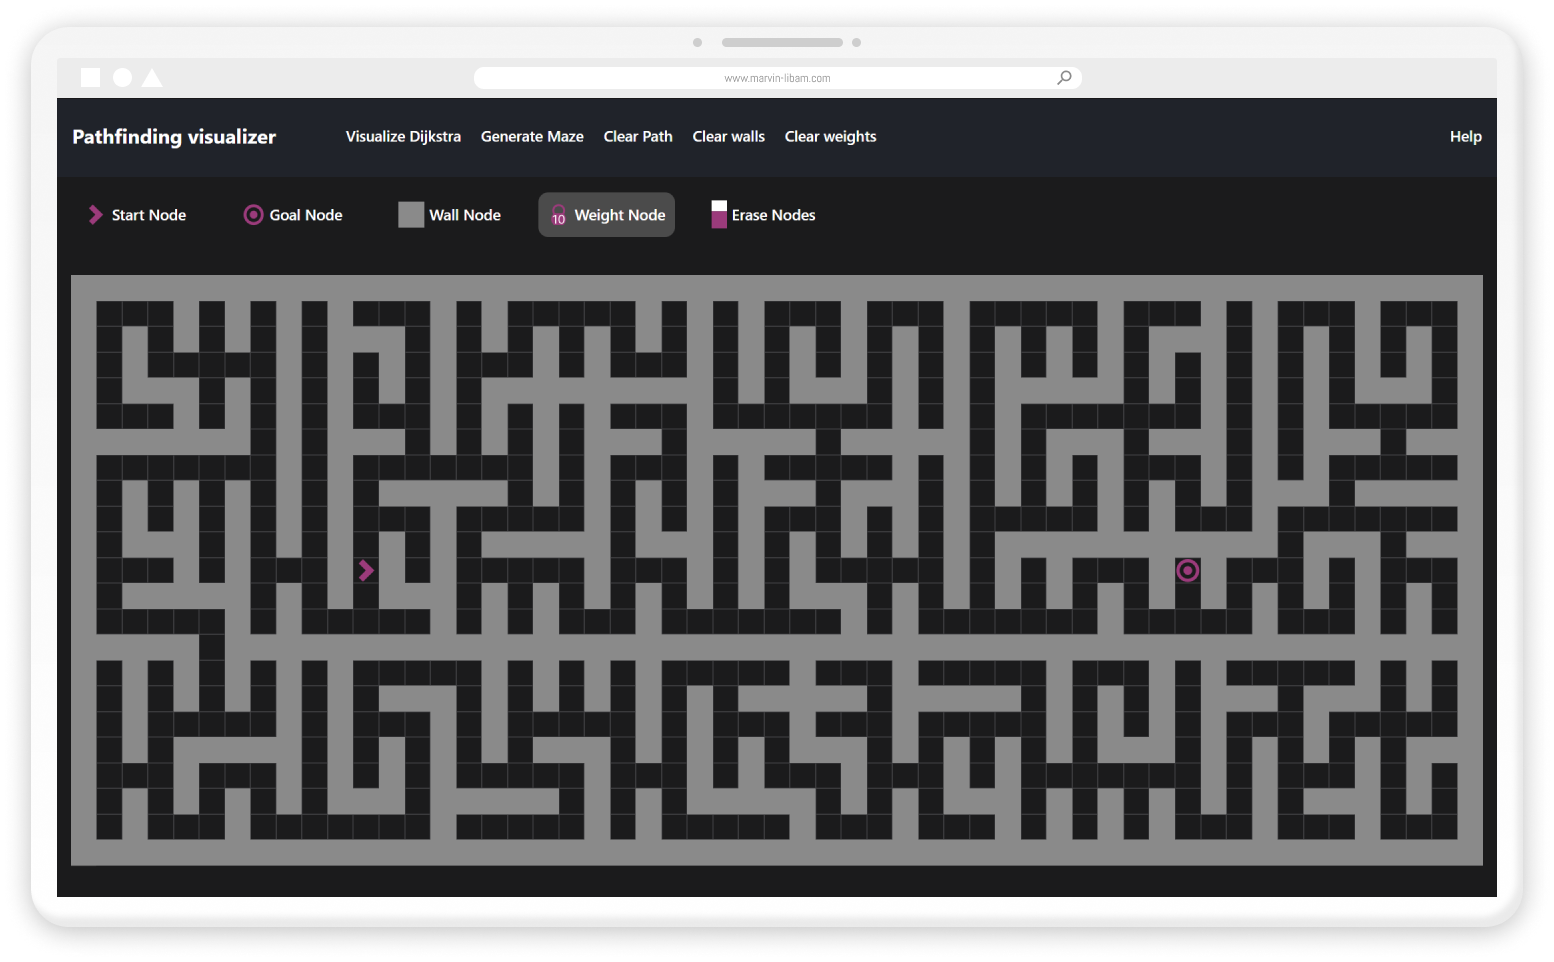 www.marvin-libam.com
Pathfinding visualizer Visualize Dijkstra Generate Maze Clear Path Clear walls Clear weights Help
Start Node Goal Node Wall Node 10 Weight Node Erase Nodes